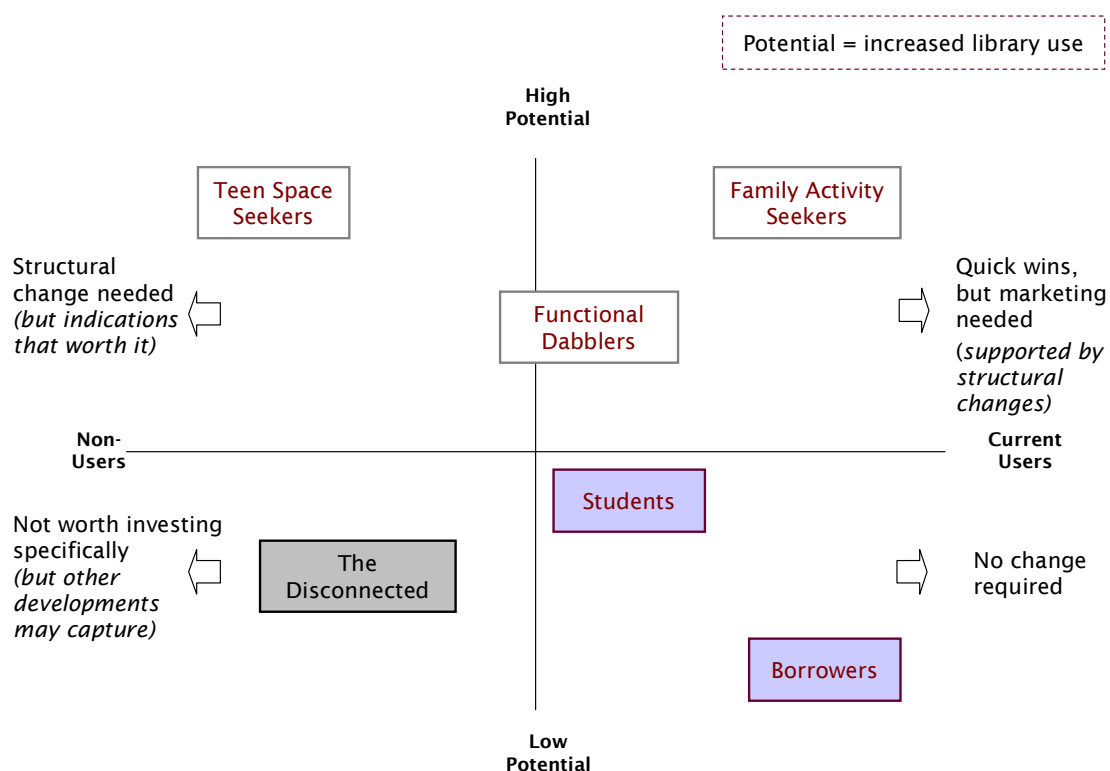 Potential = increased library use
High
Potential
Teen Space
Seekers
Family Activity
Seekers
Structural
change needed
(but indications
that worth it)
Functional
Dabblers
Quick wins,
but marketing
needed
(supported by
structural
changes)
Non-
Users
Current
Users
Students
Not worth investing
specifically
(but other
developments
may capture)
The
Disconnected
No change
required
Borrowers
Low
Potential